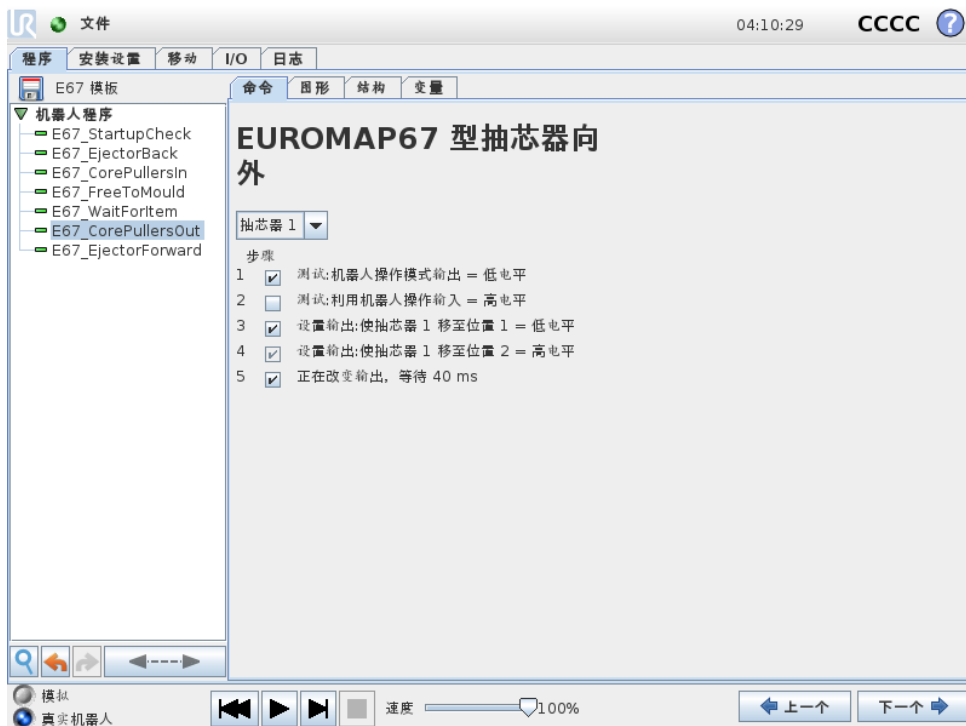 UR 文件 04:10:29 CCCC ?
程序 安装设置 移动 I/O 日志
E67 模板
命令 图形 结构 变量
机器人程序
E67_StartupCheck
E67_EjectorBack
E67_CorePullersIn
E67_FreeToMould
E67_WaitForItem
E67_CorePullersOut
E67_EjectorForward
EUROMAP67 型抽芯器向
外
抽芯器 1
步骤
1 测试:机器人操作模式输出 = 低电平
2 测试:利用机器人操作输入 = 高电平
3 设置输出:使抽芯器 1 移至位置 1 = 低电平
4 设置输出:使抽芯器 1 移至位置 2 = 高电平
5 正在改变输出，等待 40 ms
模拟
真实机器人
速度 100%
上一个 下一个